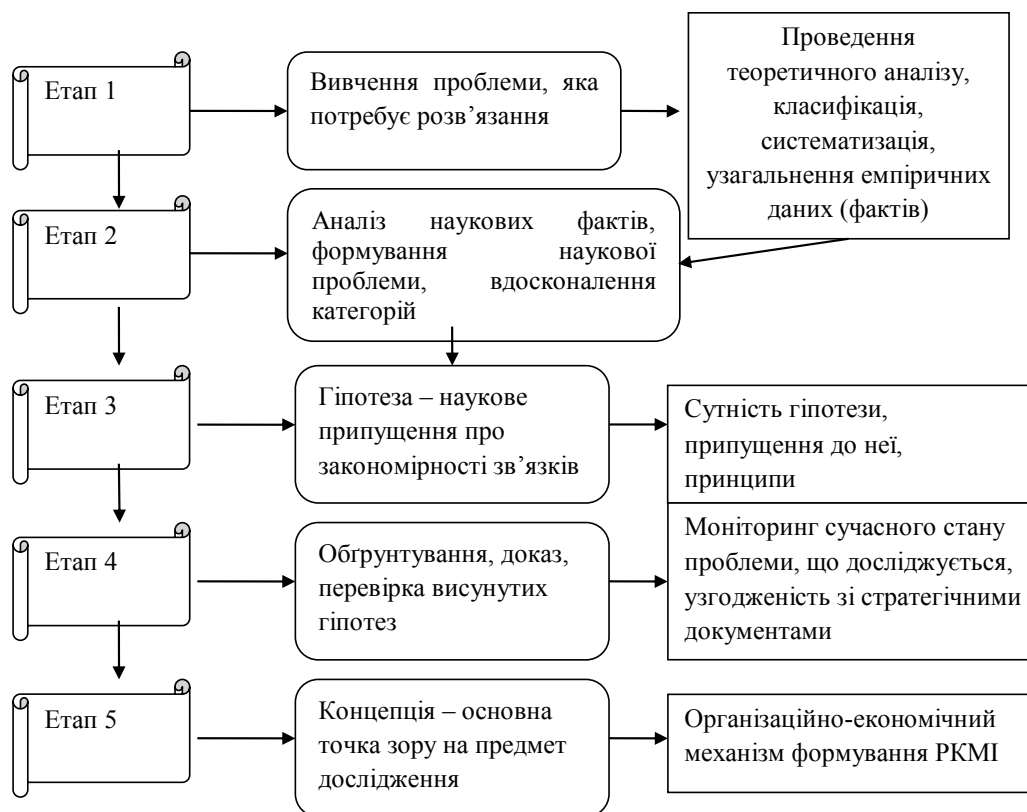 Етап 1
Вивчення проблеми, яка
потребує розв’язання
Проведення
теоретичного аналізу,
класифікація,
систематизація,
узагальнення емпіричних
даних (фактів)
Етап 2
Аналіз наукових фактів,
формування наукової
проблеми, вдосконалення
категорій
Етап 3
Гіпотеза – наукове
припущення про
закономірності зв’язків
Сутність гіпотези,
припущення до неї,
принципи
Етап 4
Обґрунтування, доказ,
перевірка висунутих
гіпотез
Моніторинг сучасного стану
проблеми, що досліджується,
узгодженість зі стратегічними
документами
Етап 5
Концепція – основна
точка зору на предмет
дослідження
Організаційно-економічний
механізм формування РКМІ